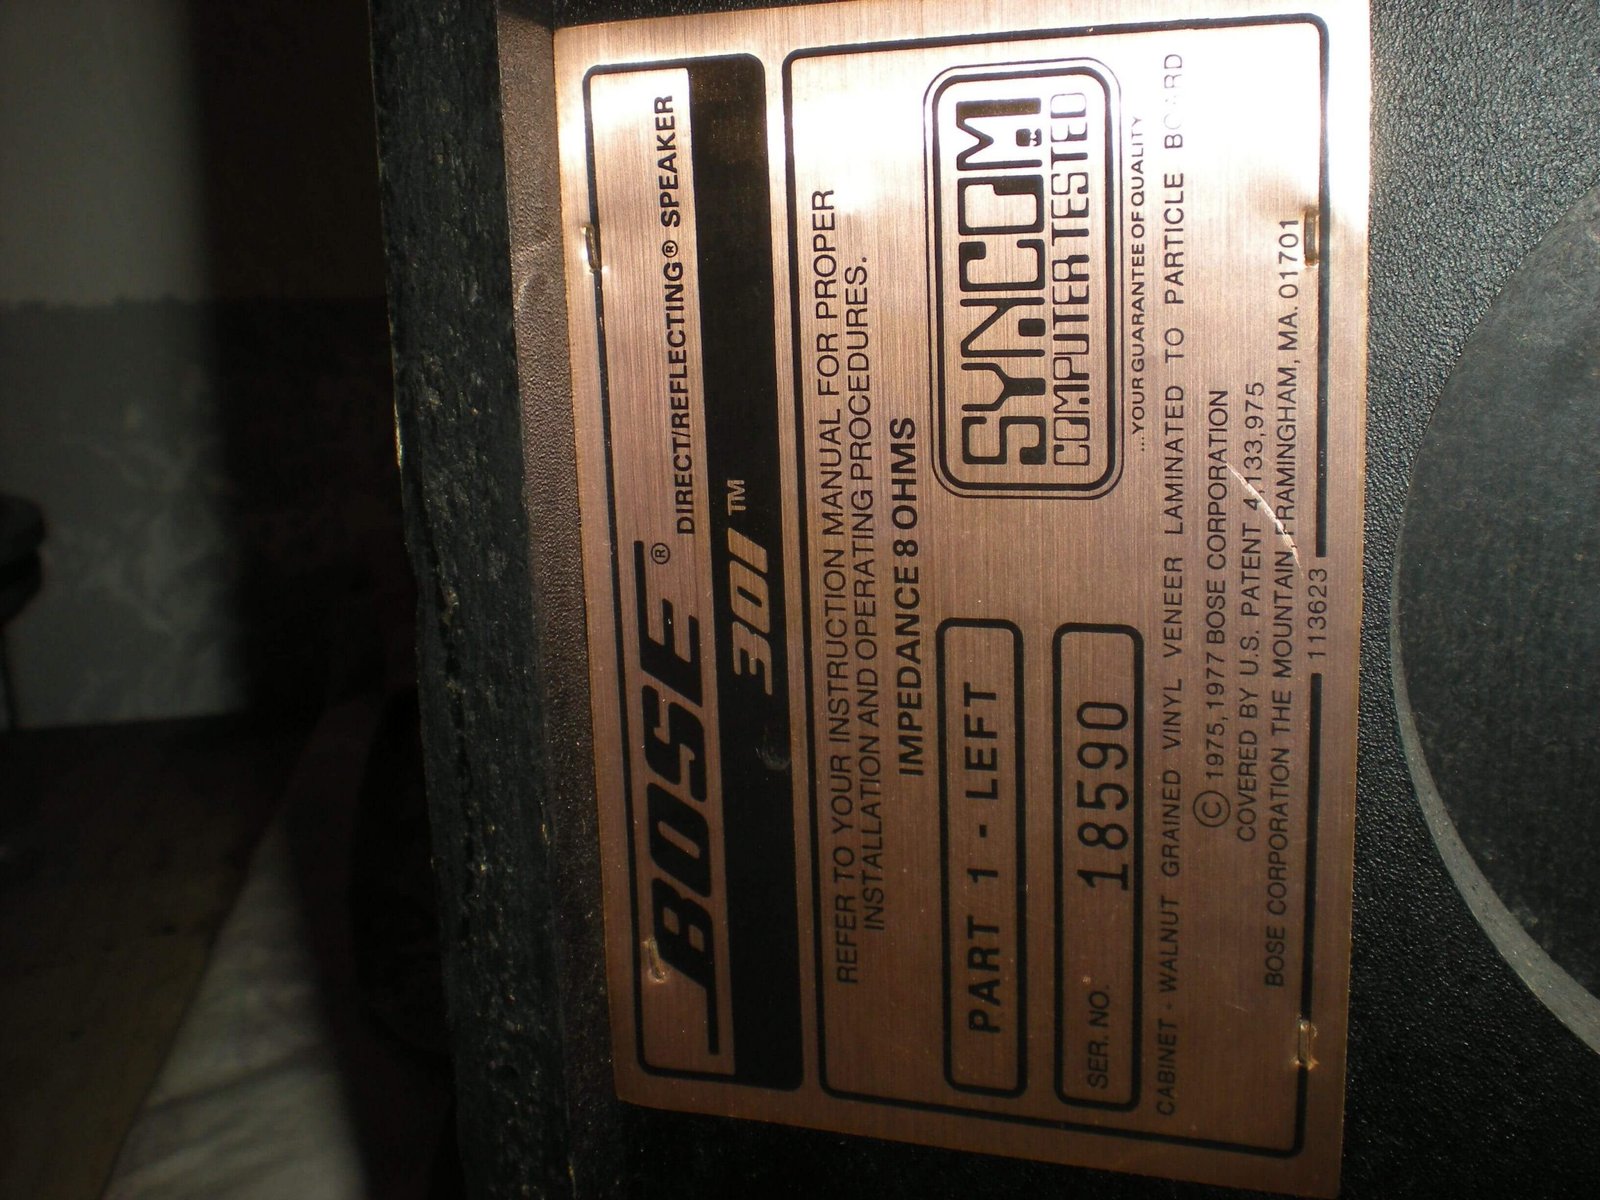 BOSE®
DIRECT/REFLECTING® SPEAKER
301™
REFER TO YOUR INSTRUCTION MANUAL FOR PROPER
INSTALLATION AND OPERATING PROCEDURES.
IMPEDANCE 8 OHMS
PART 1 - LEFT
SER. NO. 18590
SYNCOM
COMPUTER TESTED
...YOUR GUARANTEE OF QUALITY
CABINET - WALNUT GRAINED VINYL VENEER LAMINATED TO PARTICLE BOARD
© 1975, 1977 BOSE CORPORATION
COVERED BY U.S. PATENT 4,133,975
BOSE CORPORATION THE MOUNTAIN, FRAMINGHAM, MA. 01701
113623